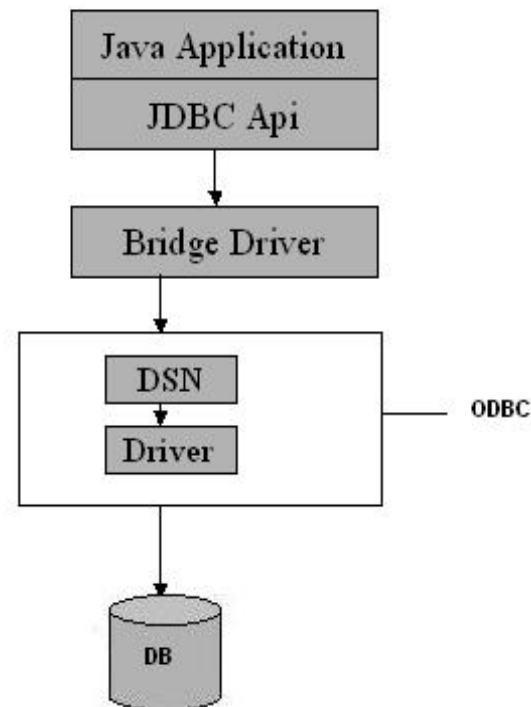 Java Application
JDBC Api
Bridge Driver
DSN
Driver
ODBC
DB